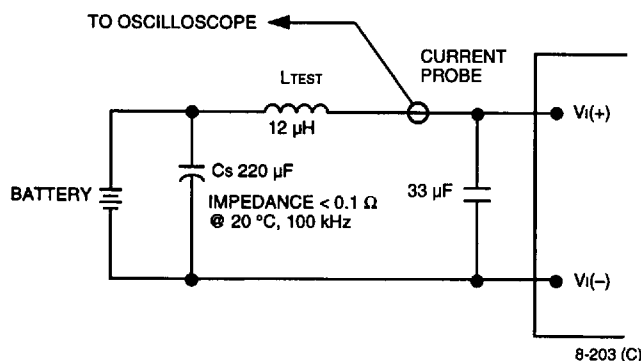 TO OSCILLOSCOPE
CURRENT
PROBE
LTEST
12 µH
VI(+)
Cs 220 µF
BATTERY
IMPEDANCE < 0.1 Ω
@ 20 °C, 100 kHz
33 µF
VI(–)
8-203 (C)